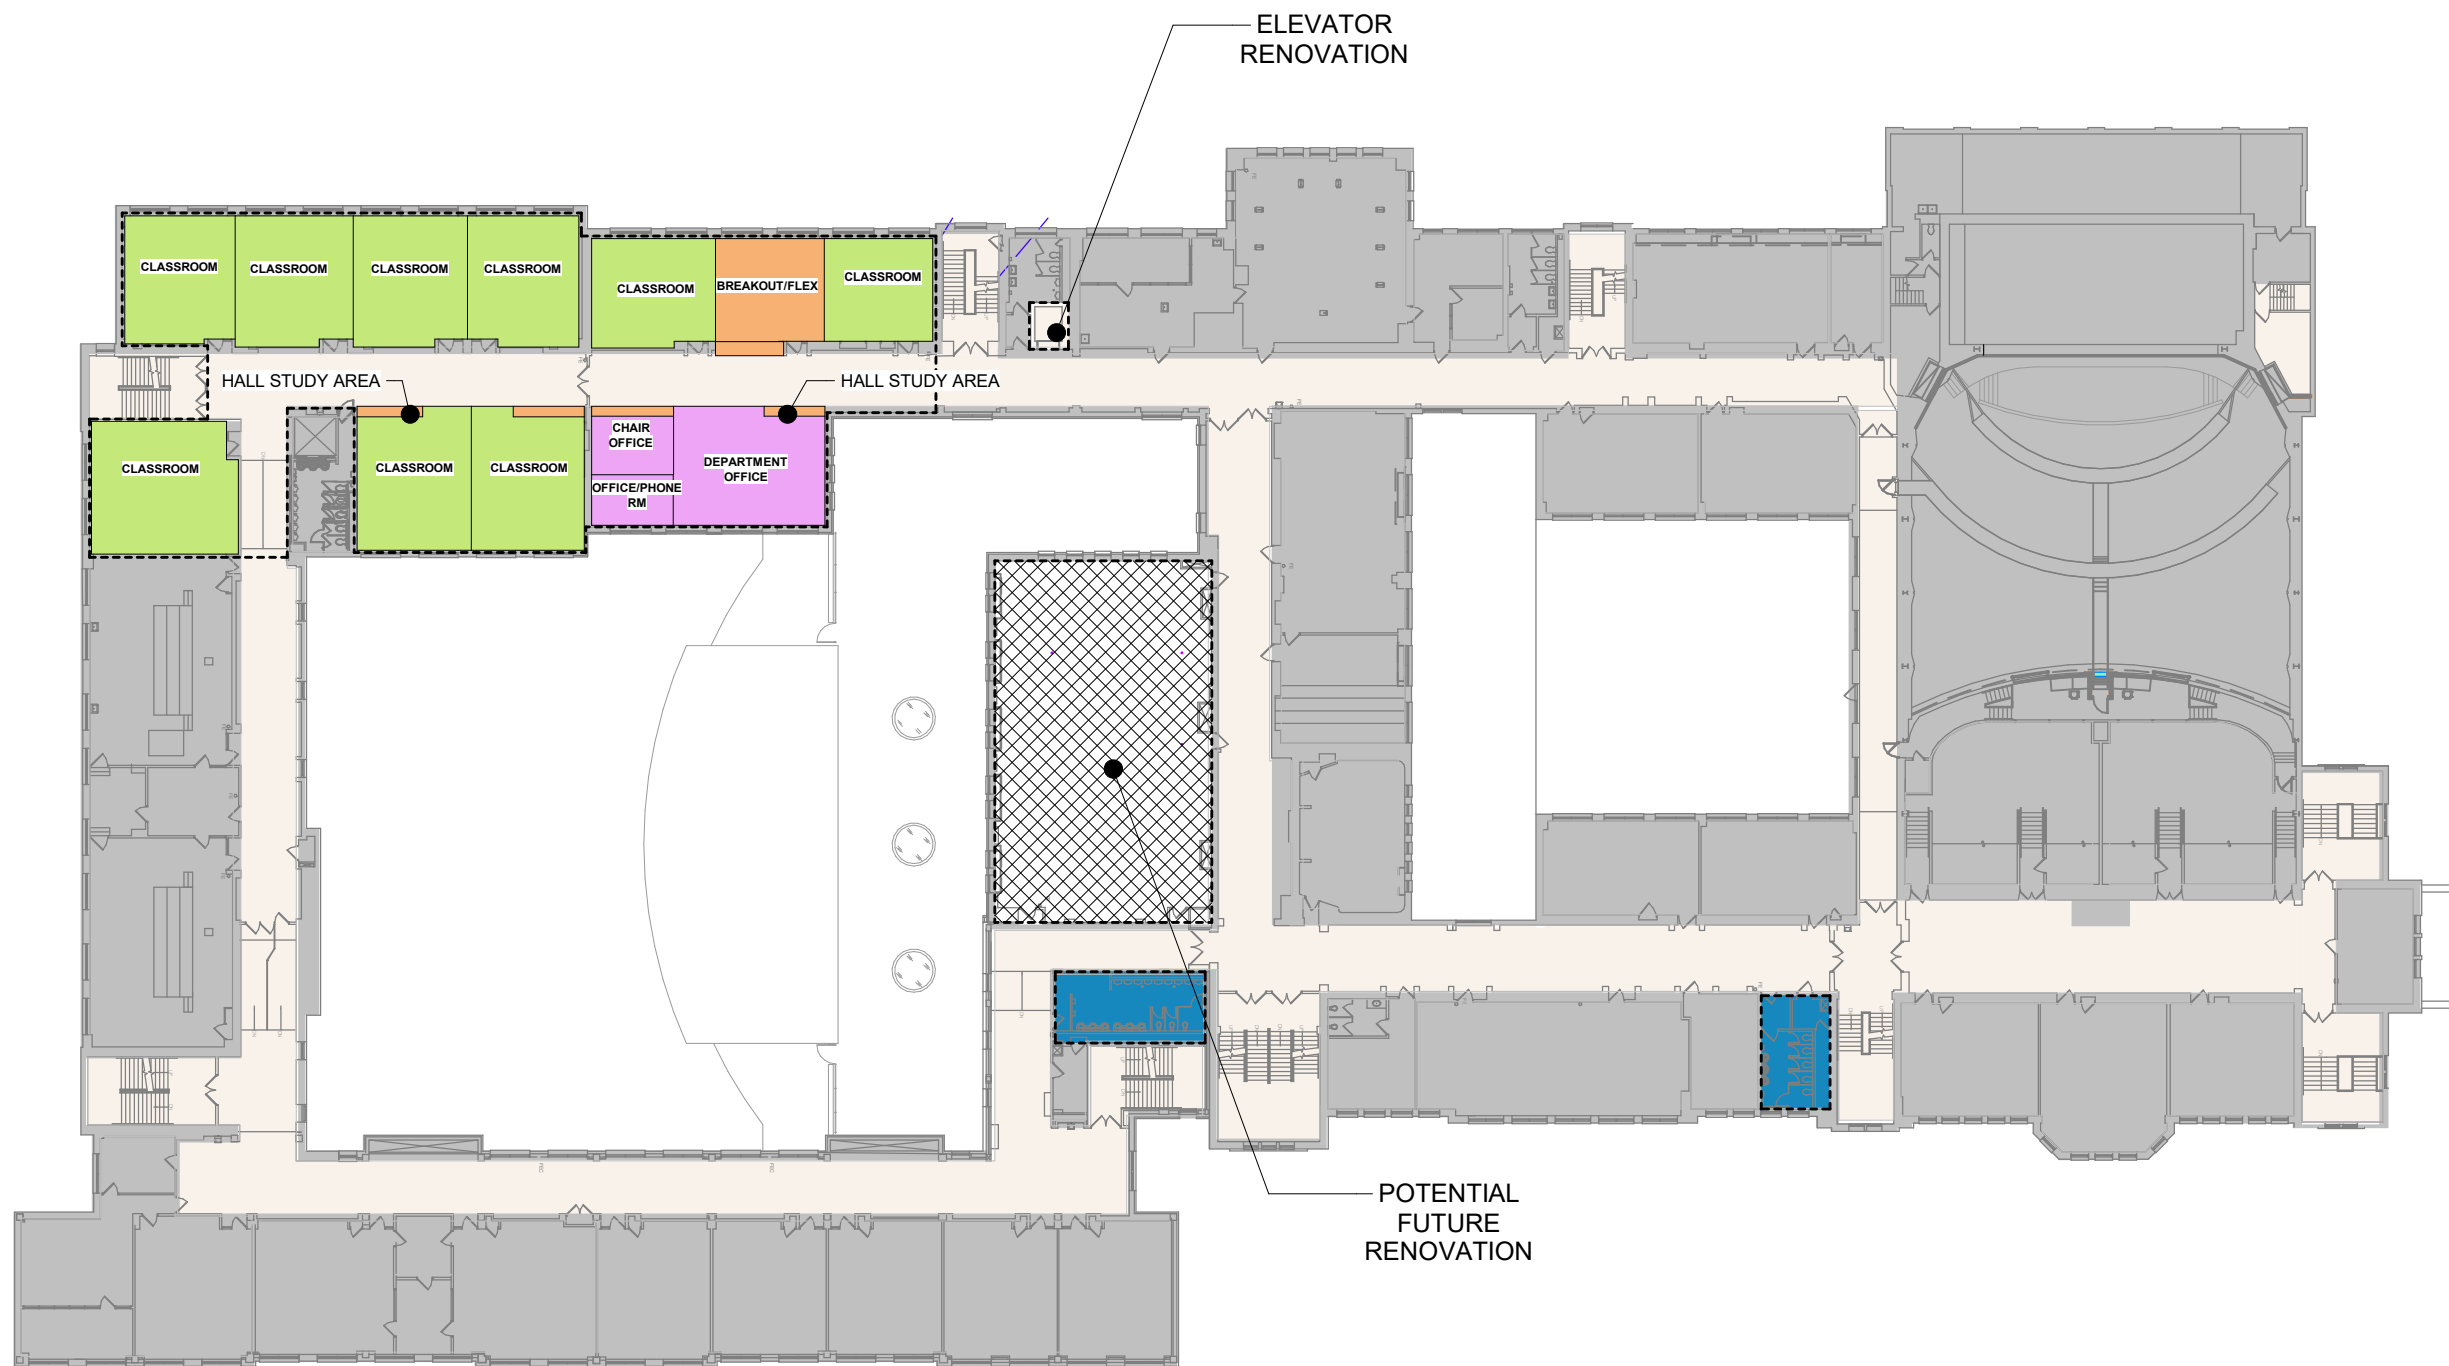 ELEVATOR
RENOVATION
CLASSROOM
CLASSROOM
CLASSROOM
CLASSROOM
CLASSROOM
BREAKOUT/FLEX
CLASSROOM
HALL STUDY AREA
HALL STUDY AREA
CLASSROOM
CLASSROOM
CLASSROOM
CHAIR
OFFICE
OFFICE/PHONE
RM
DEPARTMENT
OFFICE
POTENTIAL
FUTURE
RENOVATION